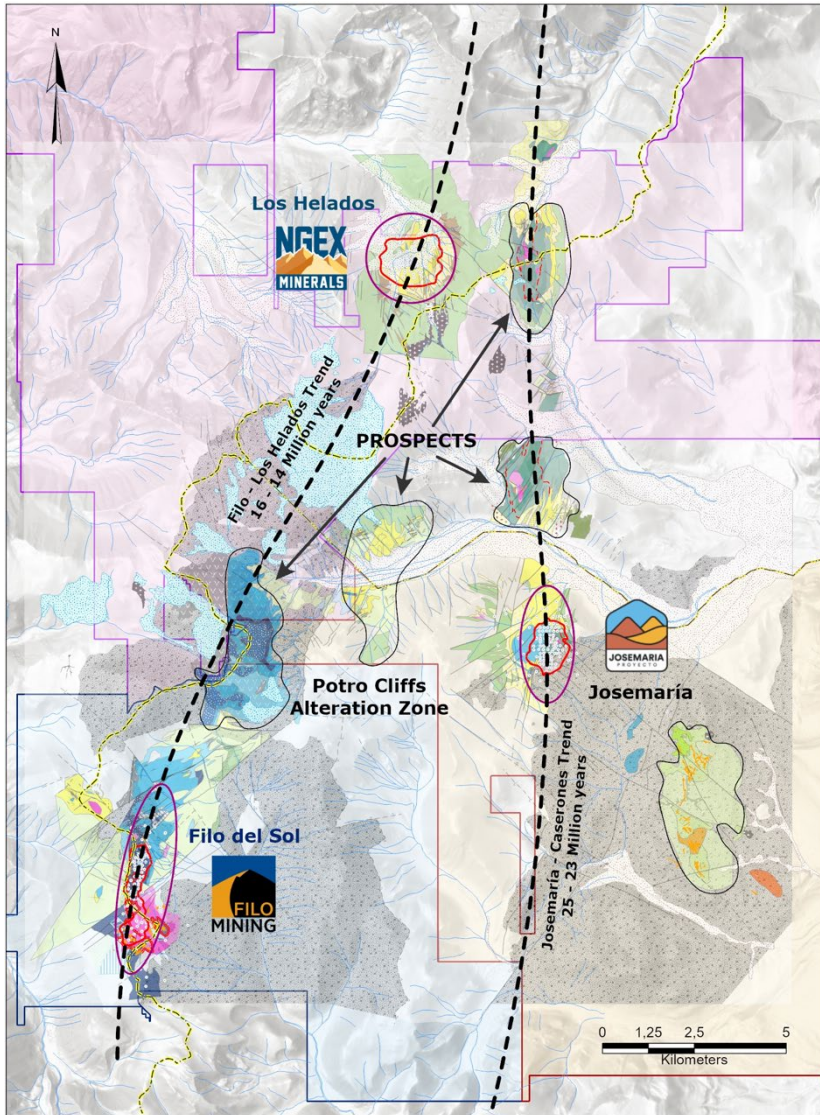 N
Los Helados
NGEX
MINERALS
Filo - Los Helados Trend
16 - 14 Million years
PROSPECTS
JOSEMARIA
PROYECTO
Josemaría
Potro Cliffs
Alteration Zone
Filo del Sol
FILO
MINING
Josemaría - Caserones Trend
25 - 23 Million years
0 1,25 2,5 5
Kilometers